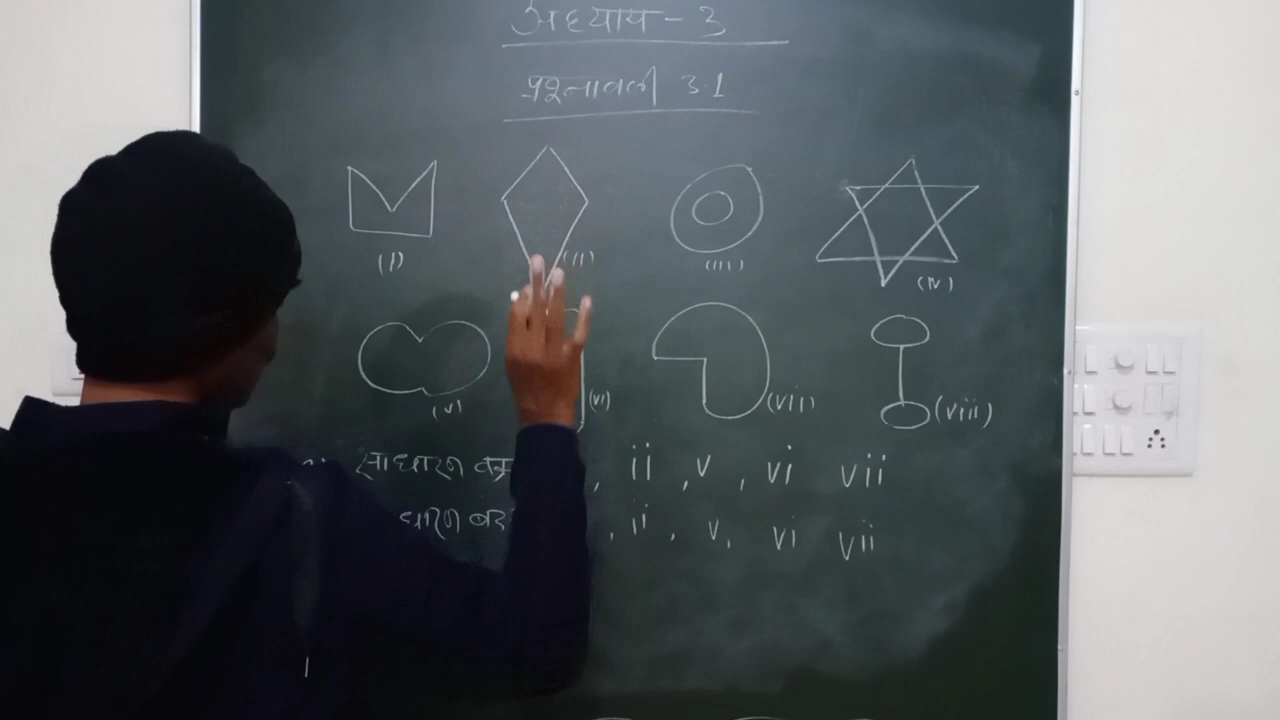 अध्याय - 3
प्रश्नावली 3.1
(I)
(II)
(III)
(IV)
(V)
(VI)
(vii)
(viii)
साधारण वक्र , ii , v , vi vii
, ii , v, vi vii